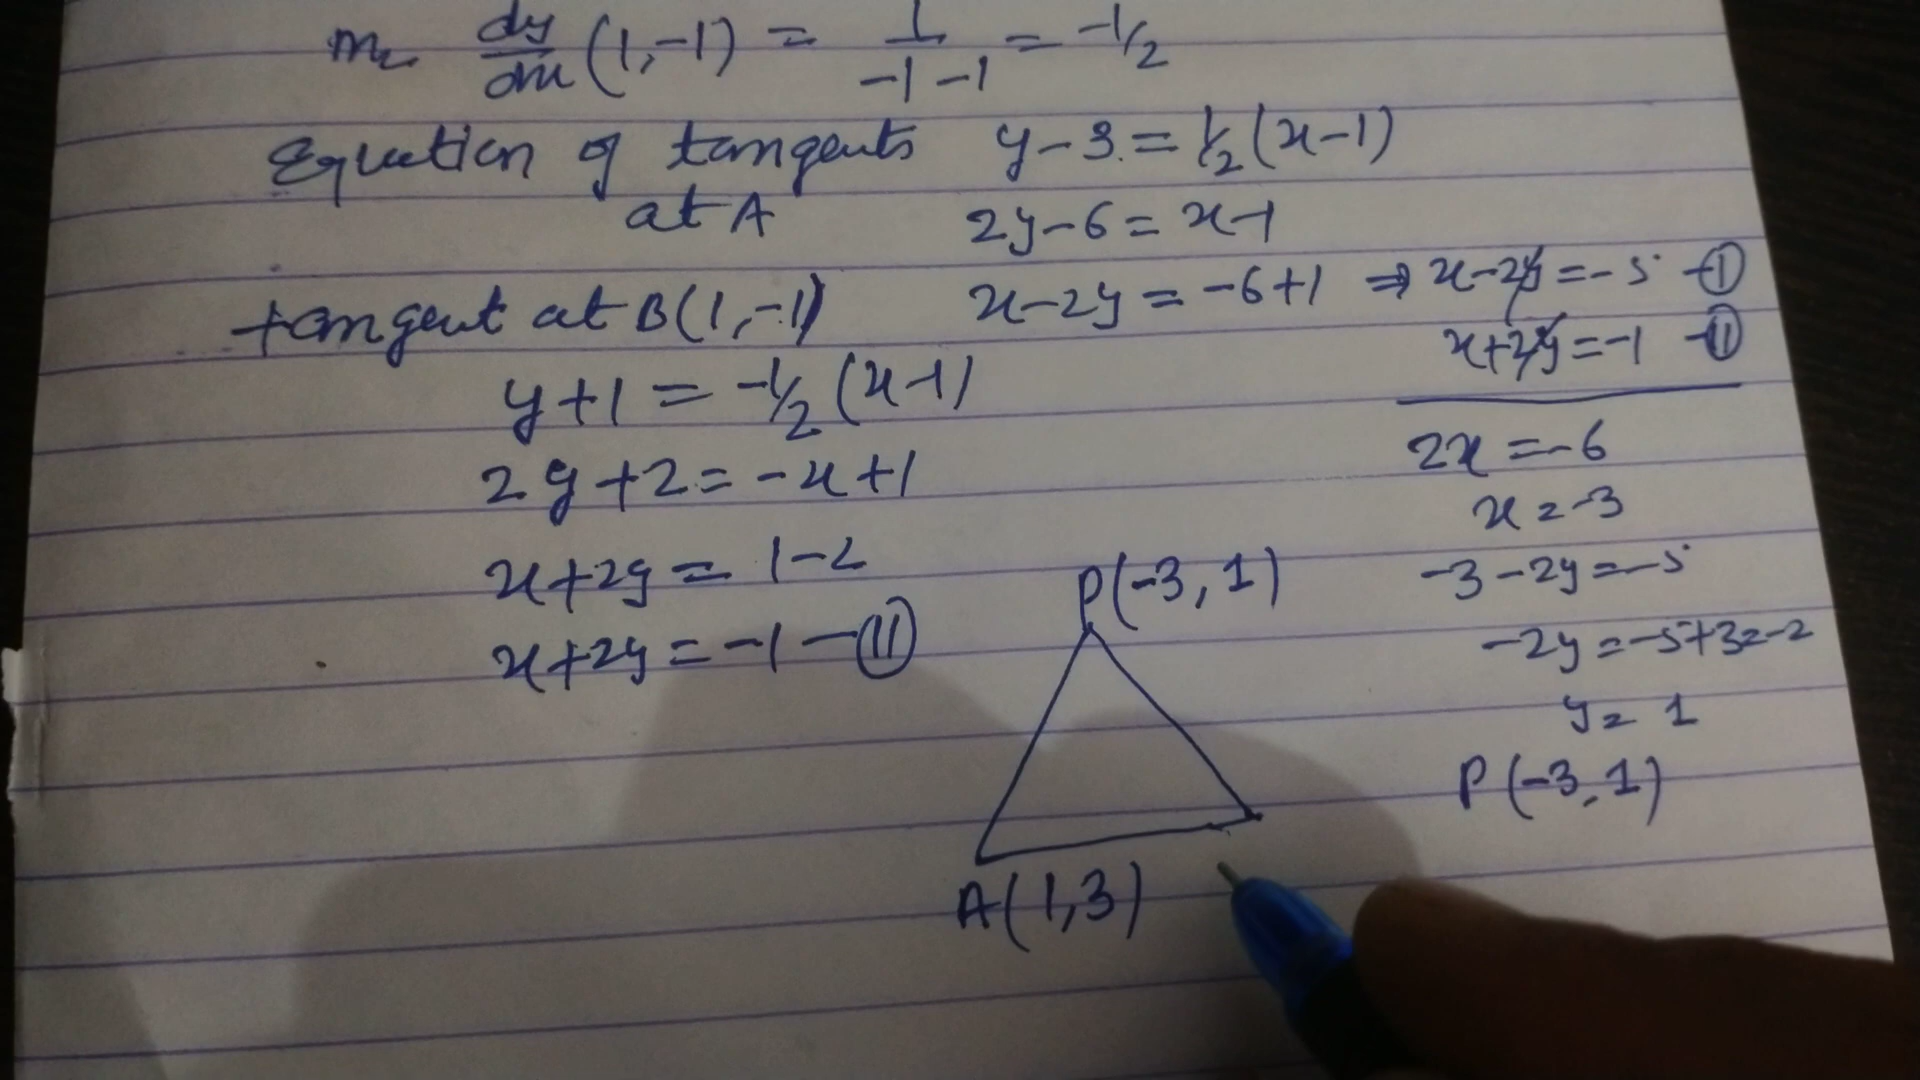 m₂ dy/dx (1,-1) = 1/(-1-1) = -1/2
Equation of tangents y-3 = 1/2 (x-1)
at A 2y-6 = x-1
x-2y = -6+1 ⇒ x-2y = -5 -(I)
tangent at B(1,-1)
x+2y = -1 -(II)
y+1 = -1/2 (x-1)
2y+2 = -x+1
x+2y = 1-2
x+2y = -1 -(II)
2x = -6
x = -3
-3-2y = -5
-2y = -5+3 = -2
y = 1
P(-3,1)
P(-3,1)
A(1,3)